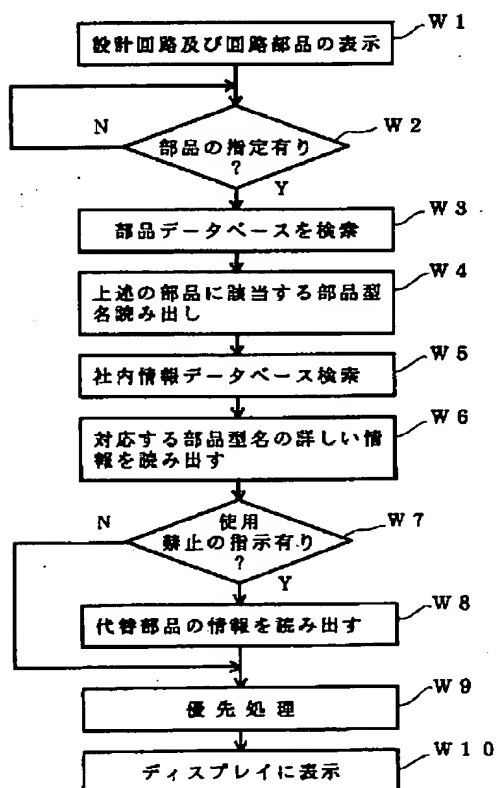 W1
設計回路及び回路部品の表示
N
W2
部品の指定有り
?
Y
W3
部品データベースを検索
W4
上述の部品に該当する部品型
名読み出し
W5
社内情報データベース検索
W6
対応する部品型名の詳しい情
報を読み出す
N
使用
W7
禁止の指示有り
?
Y
W8
代替部品の情報を読み出す
W9
優先処理
W10
ディスプレイに表示